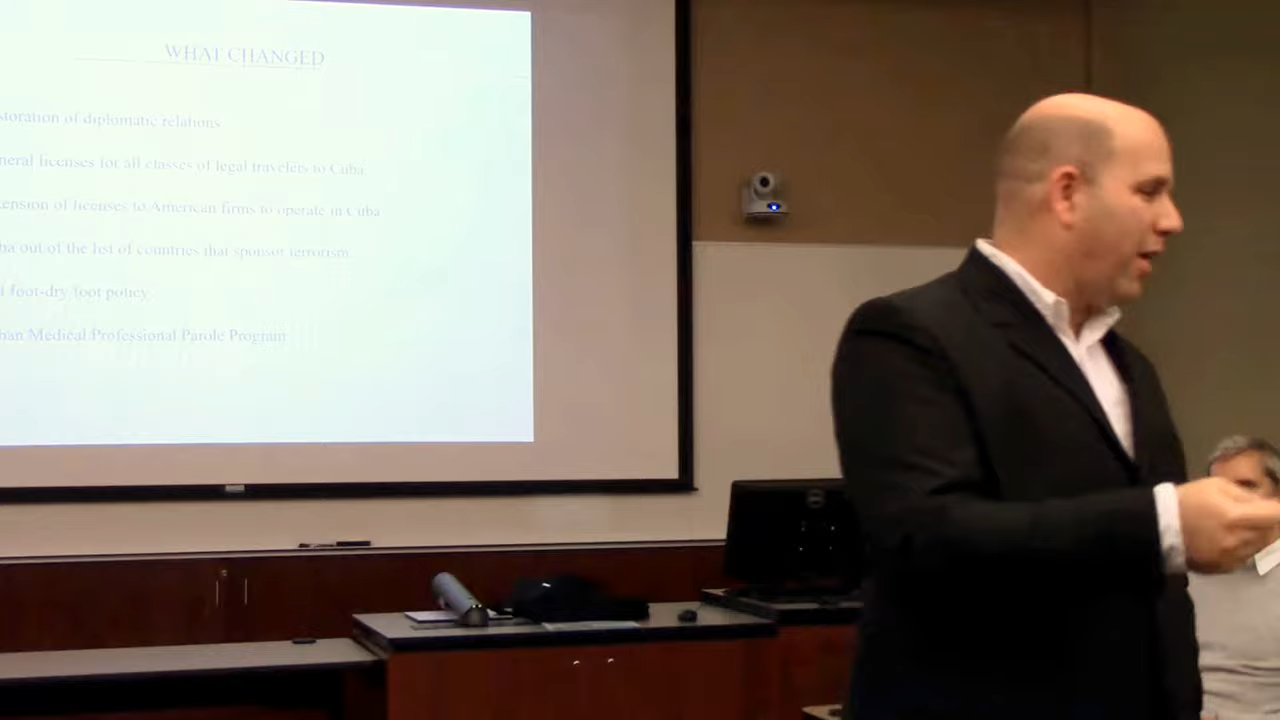 WHAT CHANGED
storation of diplomatic relations
neral licenses for all classes of legal travelers to Cuba
tension of licenses to American firms to operate in Cuba
ba out of the list of countries that sponsor terrorism
foot-dry foot policy
ban Medical Professional Parole Program